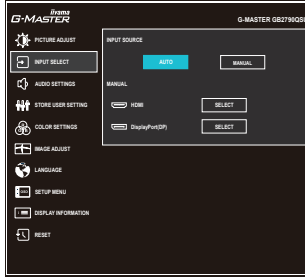 iiyama
G-MASTER
G-MASTER GB2790QSU
PICTURE ADJUST
INPUT SELECT
AUDIO SETTINGS
STORE USER SETTING
COLOR SETTINGS
IMAGE ADJUST
LANGUAGE
SETUP MENU
DISPLAY INFORMATION
RESET
INPUT SOURCE
AUTO
MANUAL
MANUAL
HDMI
SELECT
DisplayPort(DP)
SELECT